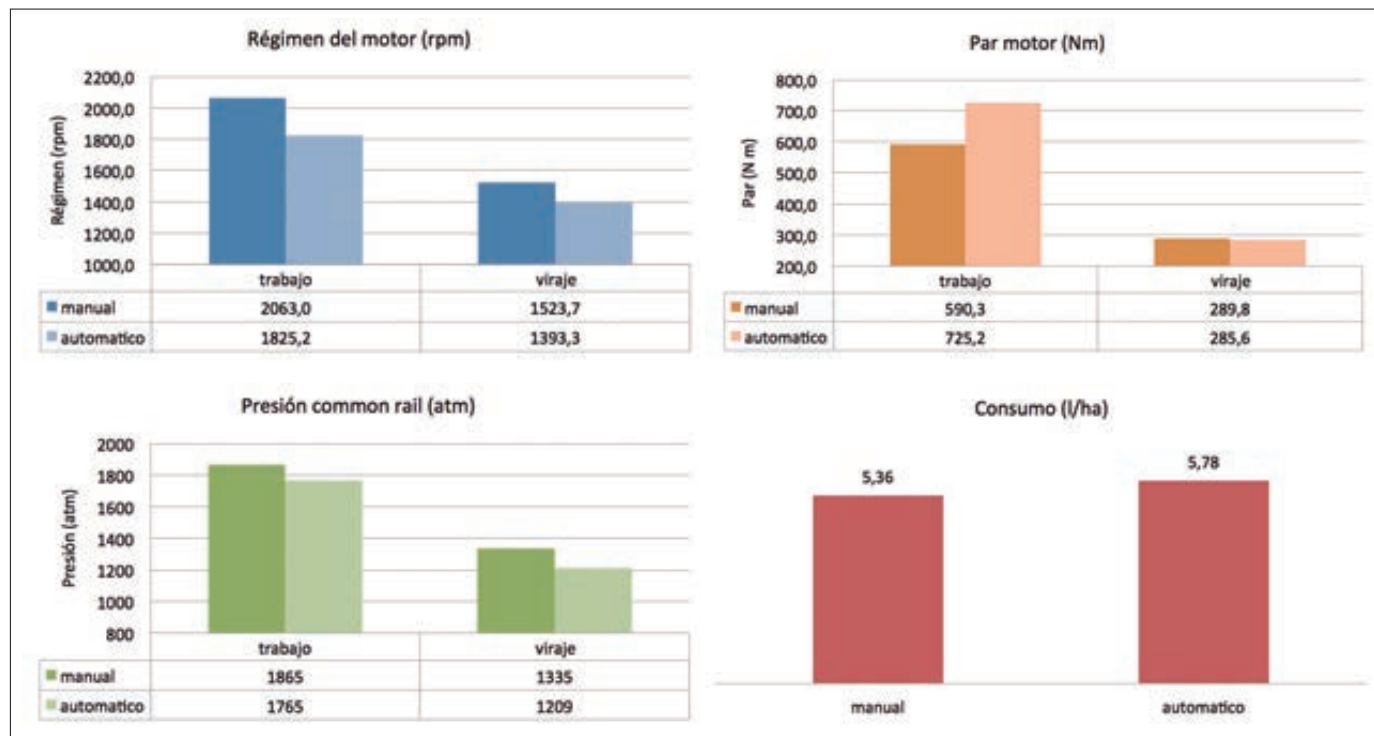 Régimen del motor (rpm)
Régimen (rpm)
2200,0
2000,0
1800,0
1600,0
1400,0
1200,0
1000,0
trabajo viraje
manual 2063,0 1523,7
automatico 1825,2 1393,3
Par motor (Nm)
Par (N m)
800,0
700,0
600,0
500,0
400,0
300,0
200,0
trabajo viraje
manual 590,3 289,8
automatico 725,2 285,6
Presión common rail (atm)
Presión (atm)
2000
1800
1600
1400
1200
1000
800
trabajo viraje
manual 1865 1335
automatico 1765 1209
Consumo (l/ha)
5,36 5,78
manual automatico